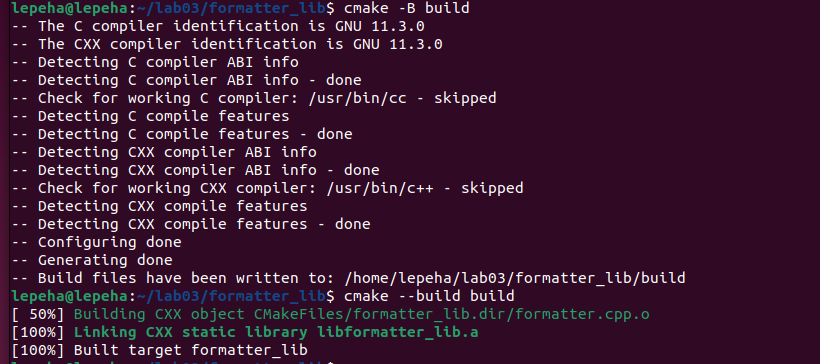 lepeha@lepeha:~/lab03/formatter_lib$ cmake -B build
-- The C compiler identification is GNU 11.3.0
-- The CXX compiler identification is GNU 11.3.0
-- Detecting C compiler ABI info
-- Detecting C compiler ABI info - done
-- Check for working C compiler: /usr/bin/cc - skipped
-- Detecting C compile features
-- Detecting C compile features - done
-- Detecting CXX compiler ABI info
-- Detecting CXX compiler ABI info - done
-- Check for working CXX compiler: /usr/bin/c++ - skipped
-- Detecting CXX compile features
-- Detecting CXX compile features - done
-- Configuring done
-- Generating done
-- Build files have been written to: /home/lepeha/lab03/formatter_lib/build
lepeha@lepeha:~/lab03/formatter_lib$ cmake --build build
[ 50%] Building CXX object CMakeFiles/formatter_lib.dir/formatter.cpp.o
[100%] Linking CXX static library libformatter_lib.a
[100%] Built target formatter_lib
lepeha@lepeha:~/lab03/formatter_lib$